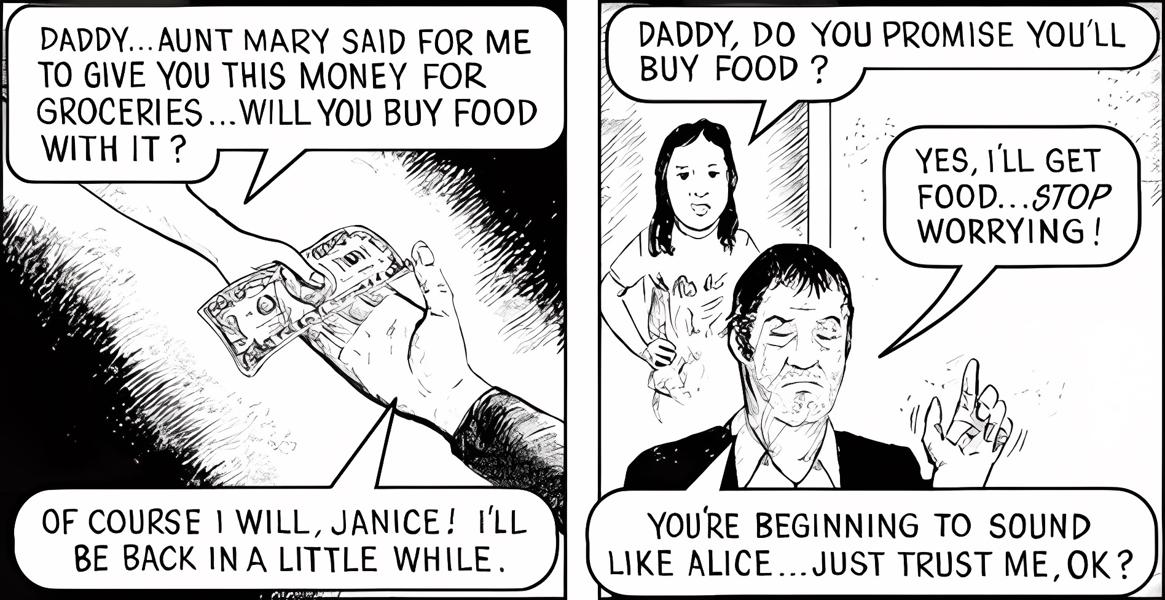 DADDY...AUNT MARY SAID FOR ME
TO GIVE YOU THIS MONEY FOR
GROCERIES...WILL YOU BUY FOOD
WITH IT?
OF COURSE I WILL, JANICE! I'LL
BE BACK IN A LITTLE WHILE.
DADDY, DO YOU PROMISE YOU'LL
BUY FOOD?
YES, I'LL GET
FOOD...STOP
WORRYING!
YOU'RE BEGINNING TO SOUND
LIKE ALICE...JUST TRUST ME, OK?